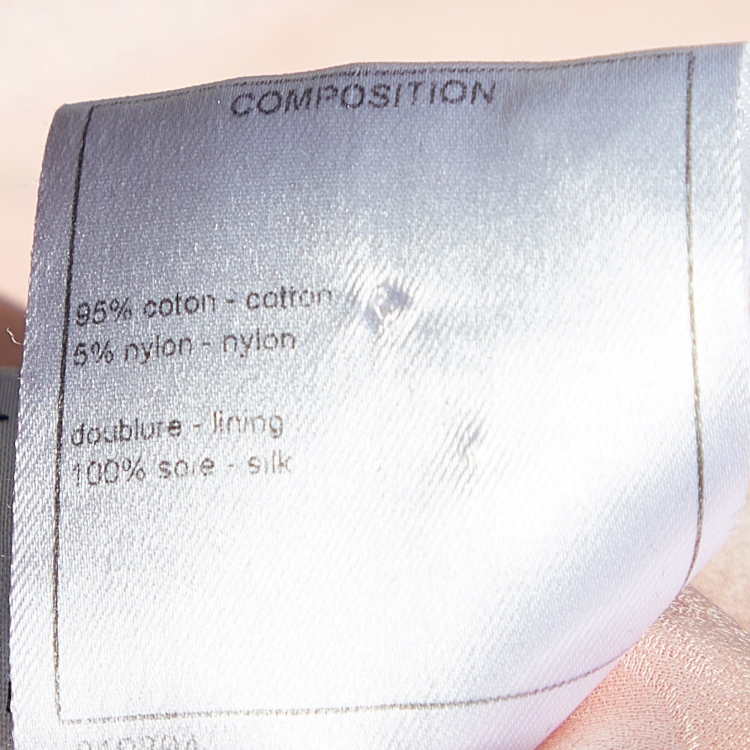 COMPOSITION
95% coton - cotton
5% nylon - nylon
doublure - lining
100% soie - silk